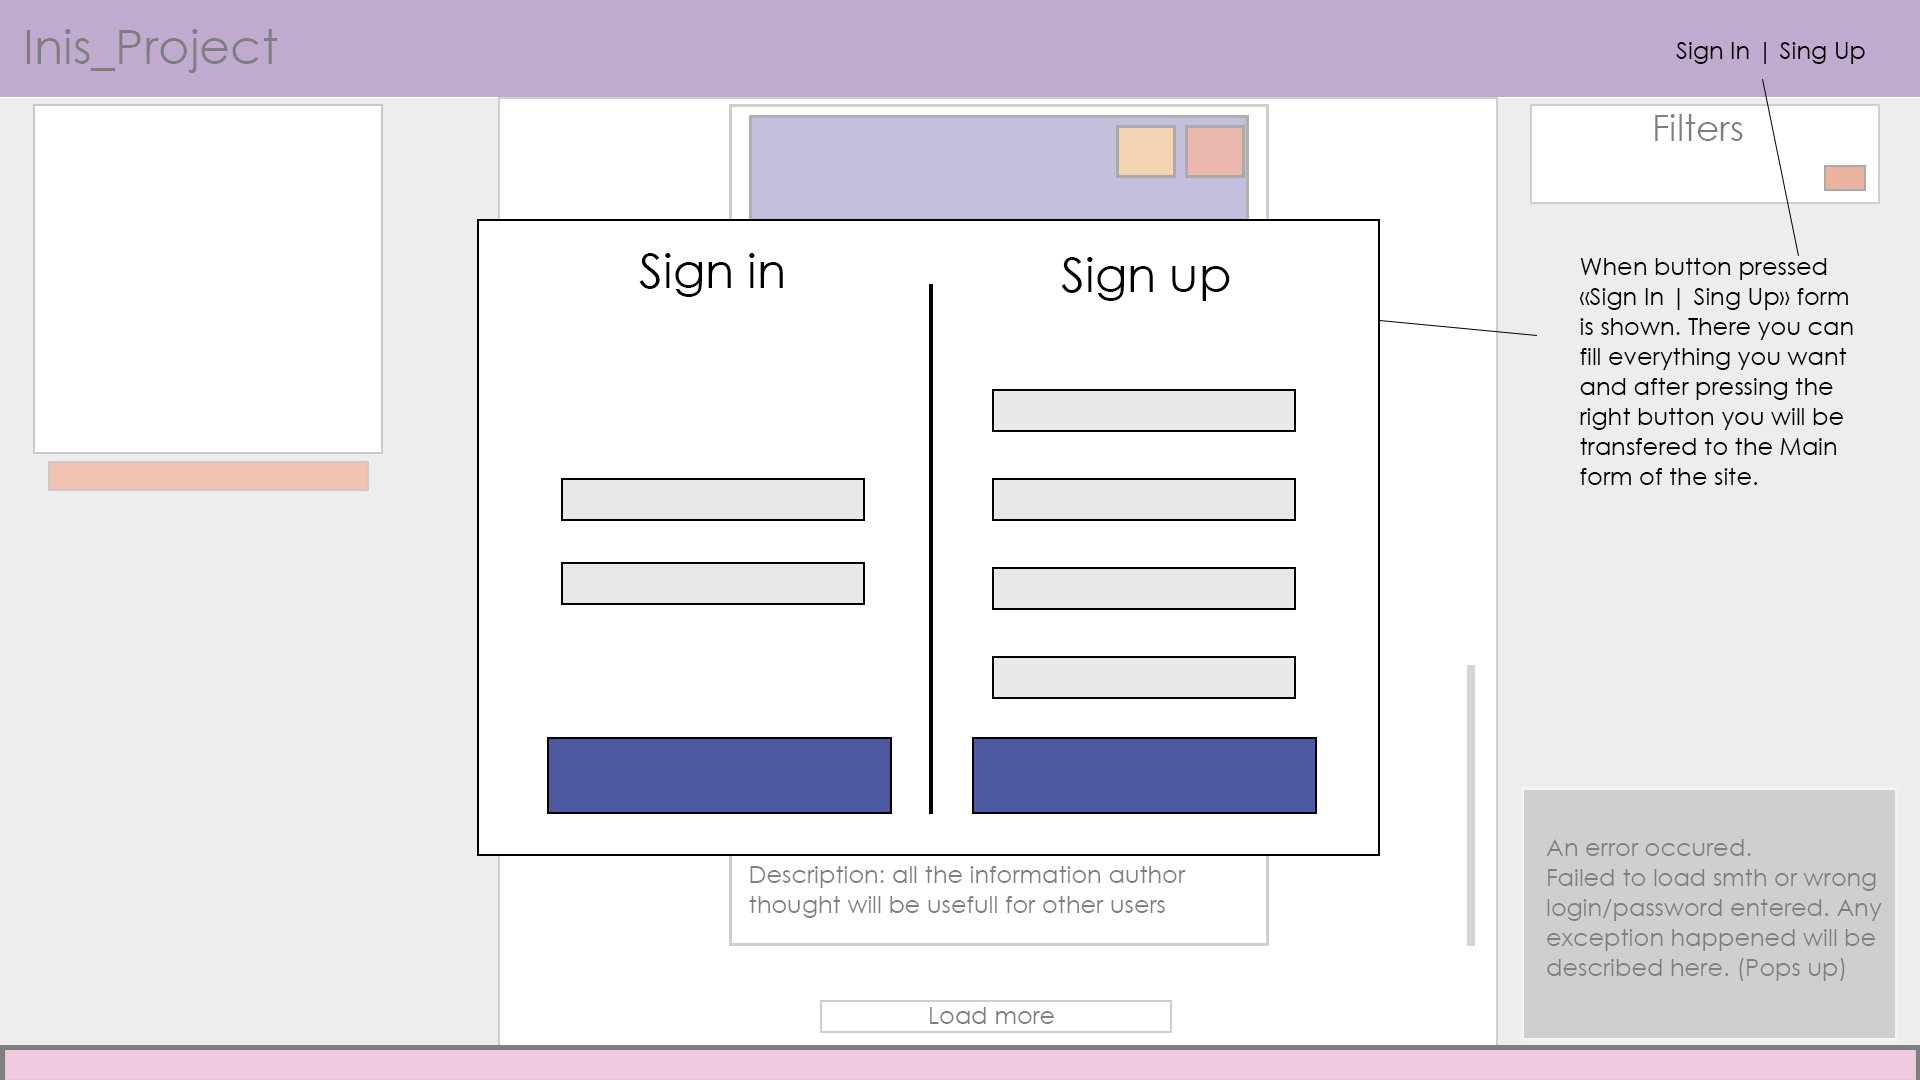 Inis_Project
Sign In | Sing Up
Filters
Sign in
Sign up
When button pressed
«Sign In | Sing Up» form
is shown. There you can
fill everything you want
and after pressing the
right button you will be
transfered to the Main
form of the site.
Description: all the information author
thought will be usefull for other users
An error occured.
Failed to load smth or wrong
login/password entered. Any
exception happened will be
described here. (Pops up)
Load more